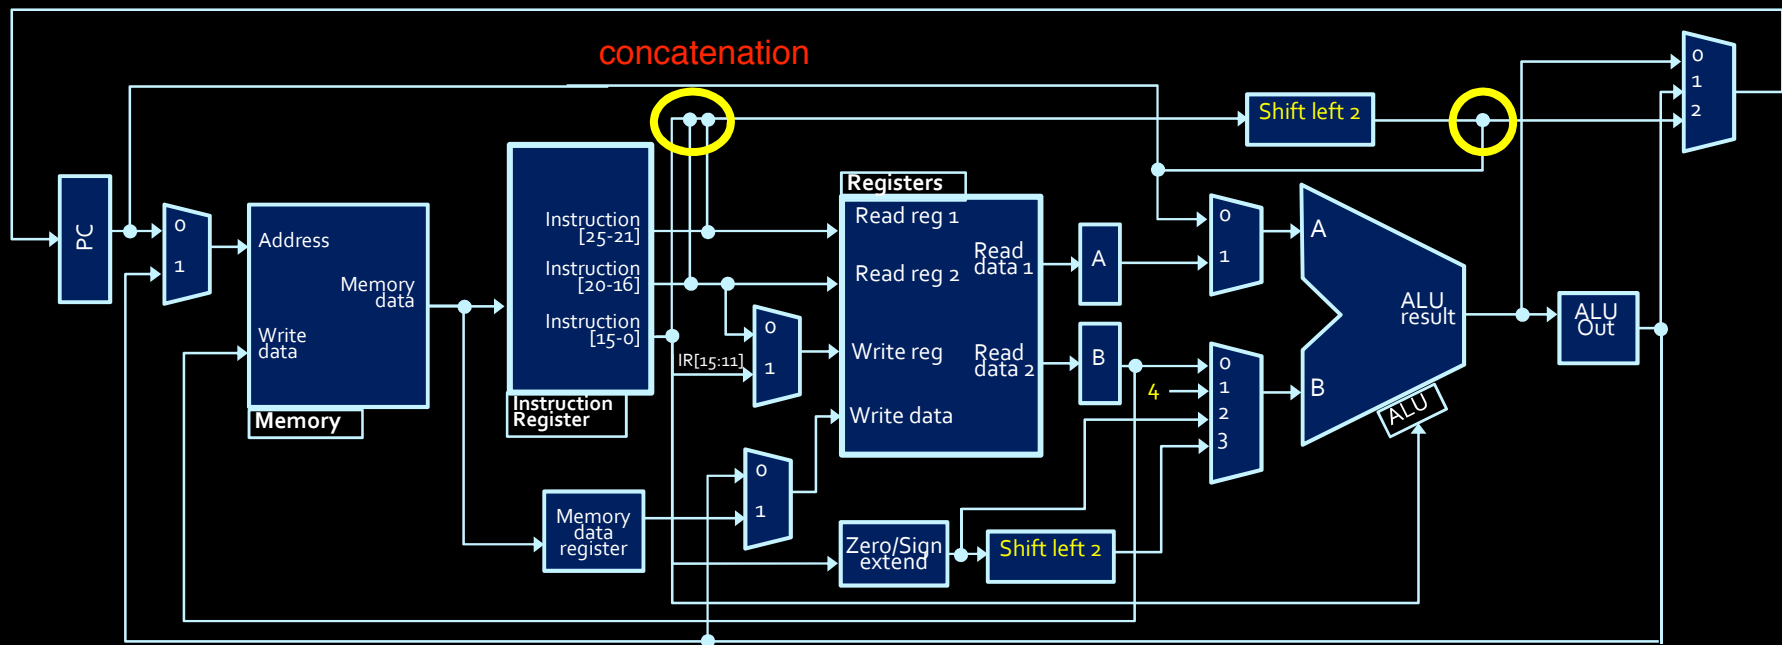 concatenation
0
1
2
Shift left 2
PC
0
1
Address
Memory
data
Write
data
Memory
Instruction
[25-21]
Instruction
[20-16]
Instruction
[15-0]
Instruction
Register
IR[15:11]
0
1
Registers
Read reg 1
Read reg 2
Write reg
Write data
Read
data 1
Read
data 2
A
B
4
0
1
0
1
2
3
A
B
ALU
result
ALU
ALU
Out
0
1
Memory
data
register
Zero/Sign
extend
Shift left 2